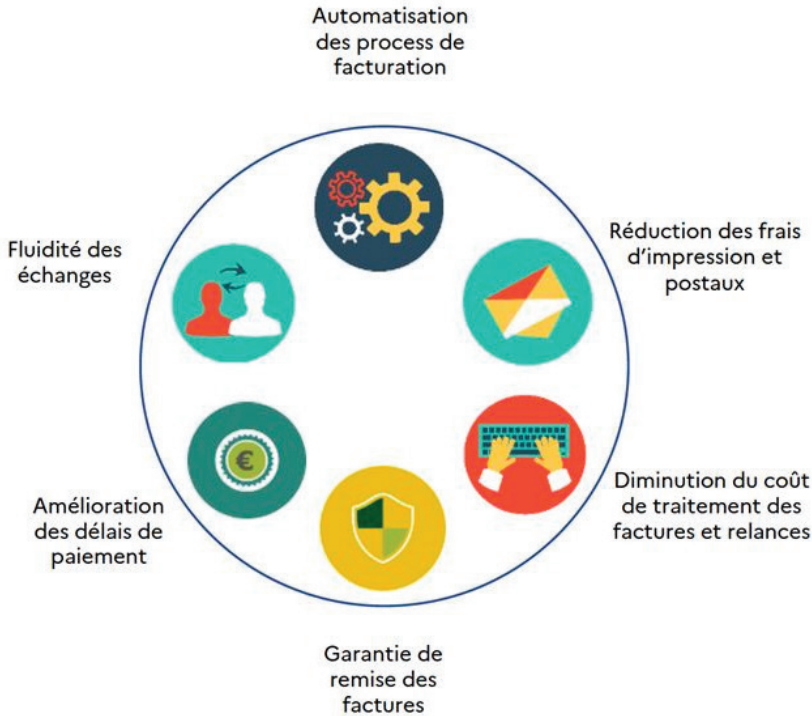 Automatisation
des process de
facturation
Fluidité des
échanges
Réduction des frais
d'impression et
postaux
€
Amélioration
des délais de
paiement
Diminution du coût
de traitement des
factures et relances
Garantie de
remise des
factures